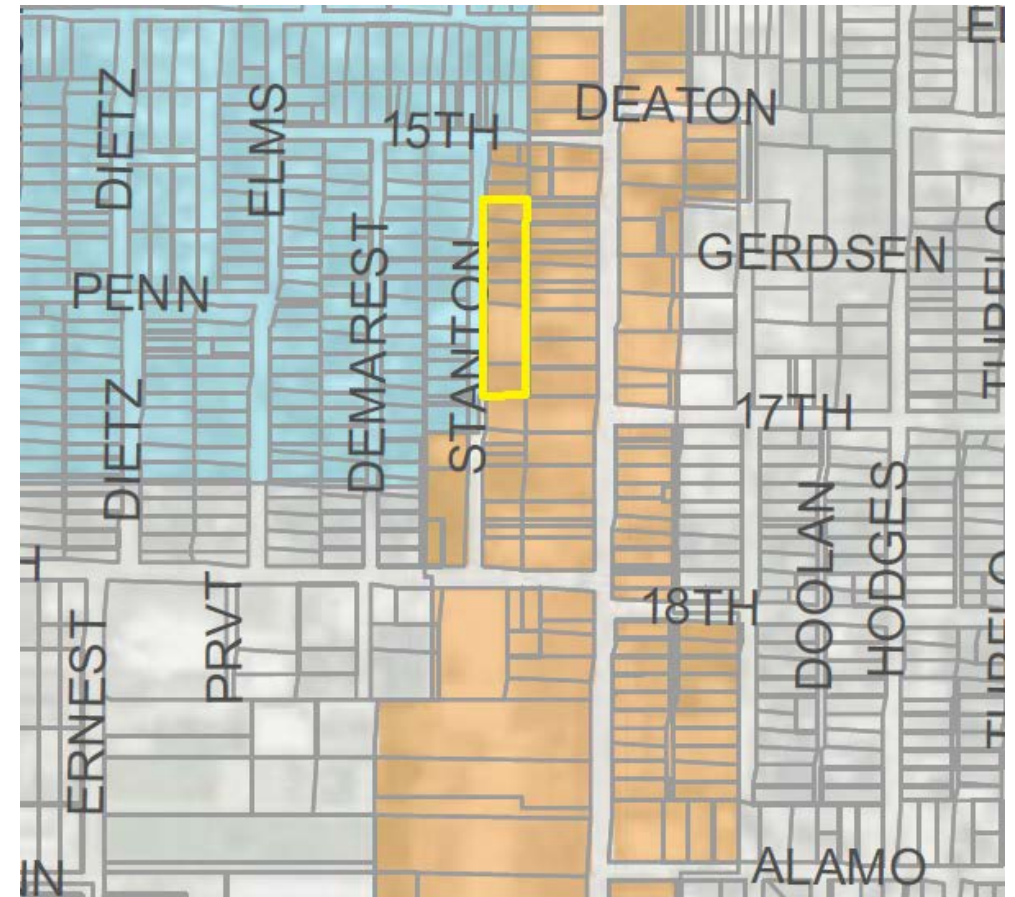 DEATON
15TH
DIETZ
ELMS
GERDSEN
PENN
DEMAREST
STANTON
DIETZ
17TH
DOOLAN
HODGES
18TH
PRVT
ERNEST
ALAMO